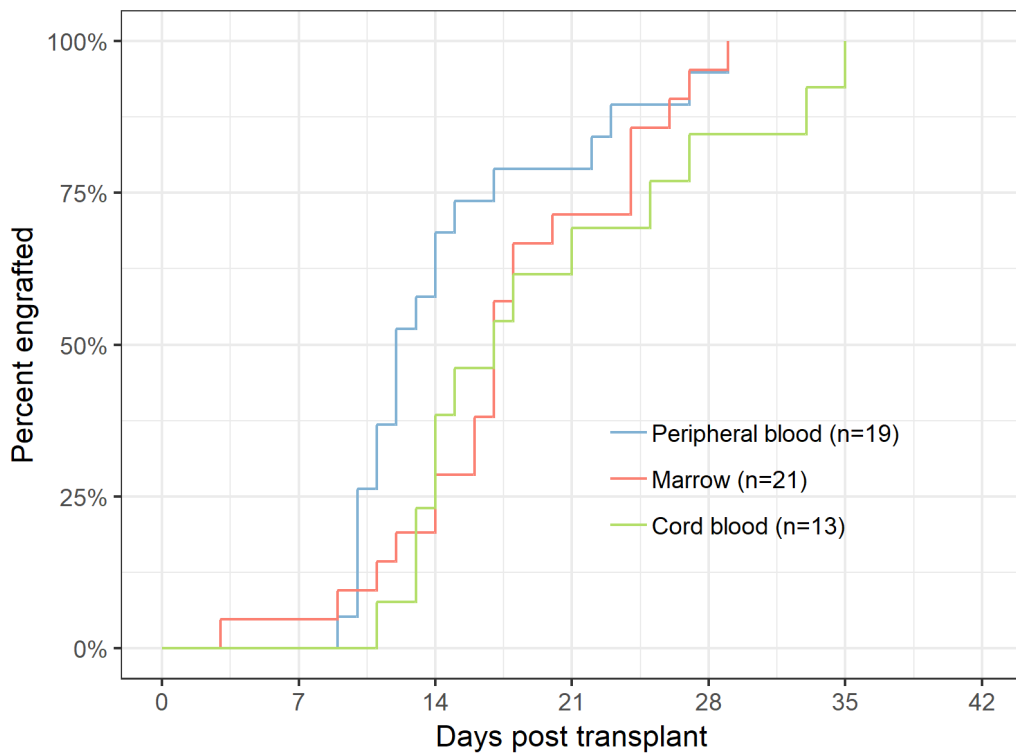 Percent engrafted
100%
75%
50%
25%
0%
Peripheral blood (n=19)
Marrow (n=21)
Cord blood (n=13)
0 7 14 21 28 35 42
Days post transplant